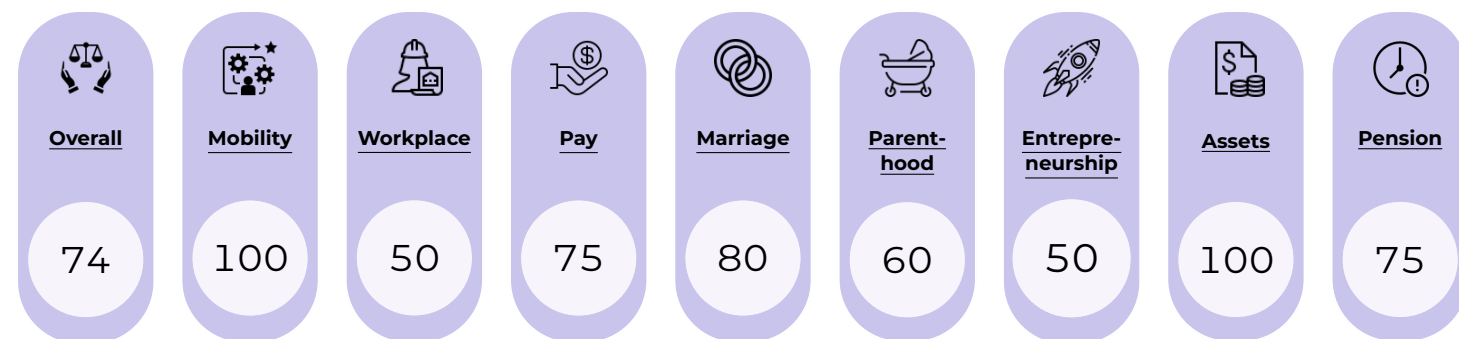 Overall
74
Mobility
100
Workplace
50
$
Pay
75
Marriage
80
Parent-
hood
60
Entrepre-
neurship
50
$
Assets
100
!
Pension
75